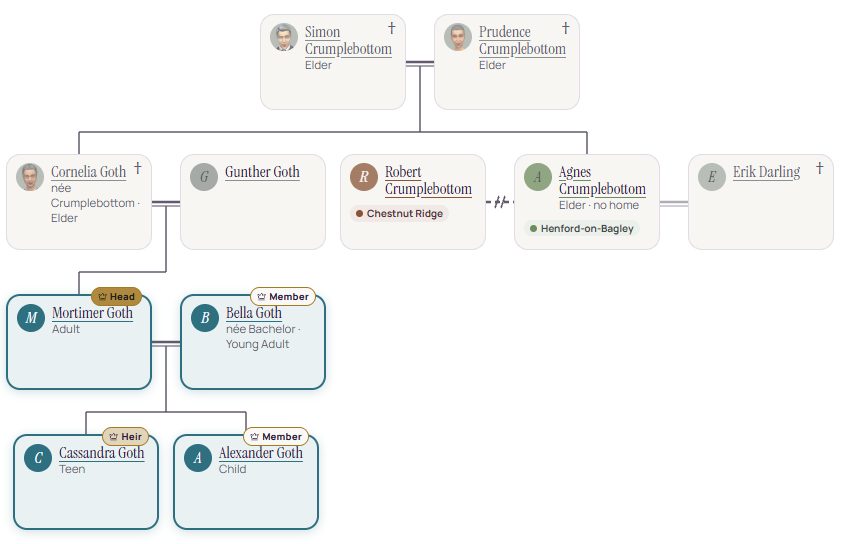 Simon
Crumplebottom
Elder
†
Prudence
Crumplebottom
Elder
†
Cornelia Goth
née
Crumplebottom ·
Elder
†
G
Gunther Goth
R
Robert
Crumplebottom
Chestnut Ridge
A
Agnes
Crumplebottom
Elder · no home
Henford-on-Bagley
E
Erik Darling
†
Head
M
Mortimer Goth
Adult
Member
B
Bella Goth
née Bachelor ·
Young Adult
Heir
C
Cassandra Goth
Teen
Member
A
Alexander Goth
Child